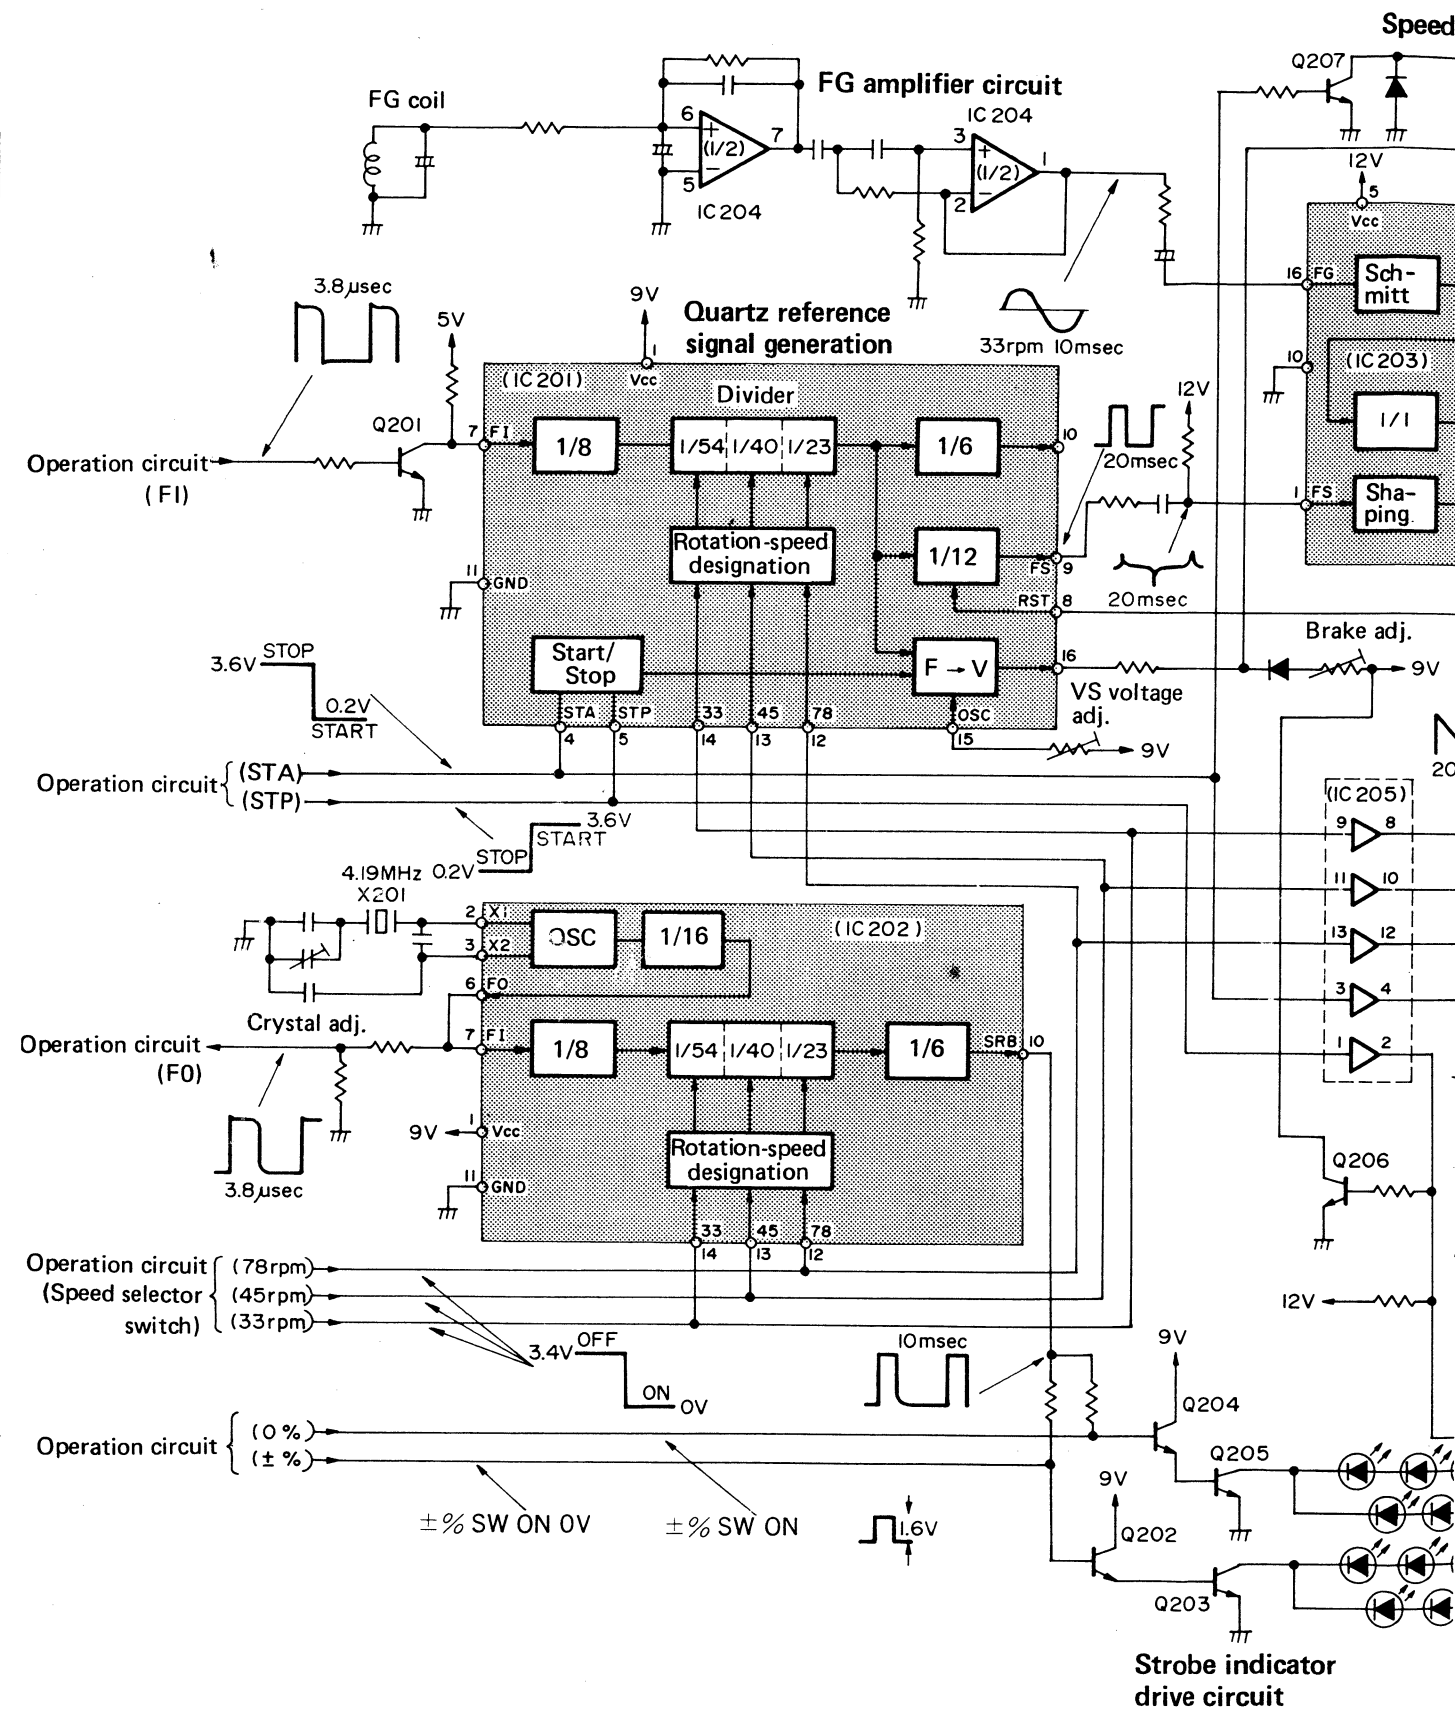 Speed
Q207
FG coil
FG amplifier circuit
IC204
6
+
(1/2)
7
−
5
IC204
3
+
(1/2)
1
−
2
12V
5
Vcc
16 FG
Sch-
mitt
33rpm 10msec
3.8µsec
5V
9V
1
Vcc
Quartz reference
signal generation
(IC201)
Divider
10
(IC203)
1/1
12V
Q201
7 FI
1/8
1/54 1/40 1/23
1/6
10
20msec
Operation circuit
(FI)
1 FS
Sha-
ping
Rotation-speed
designation
1/12
FS 9
20msec
11
GND
RST 8
Brake adj.
Start/
Stop
F→V
16
9V
VS voltage
adj.
STOP
3.6V
0.2V
START
STA STP 33 45 78 OSC
4 5 14 13 12 15
9V
20
Operation circuit
(STA)
(STP)
(IC205)
9 8
3.6V
START
STOP
0.2V
11 10
4.19MHz
X201
2 X1
OSC
1/16
(IC202)
13 12
3 X2
6 FO
3 4
Crystal adj.
Operation circuit
(FO)
7 FI
1/8
1/54 1/40 1/23
1/6
SRB 10
1 2
3.8µsec
9V
1 Vcc
Rotation-speed
designation
11
GND
Q206
33 45 78
14 13 12
Operation circuit
(Speed selector
switch)
(78rpm)
(45rpm)
(33rpm)
12V
OFF
3.4V
ON
0V
10msec
9V
Q204
Operation circuit
(0%)
(±%)
Q205
±% SW ON 0V
±% SW ON
1.6V
9V
Q202
Q203
Strobe indicator
drive circuit